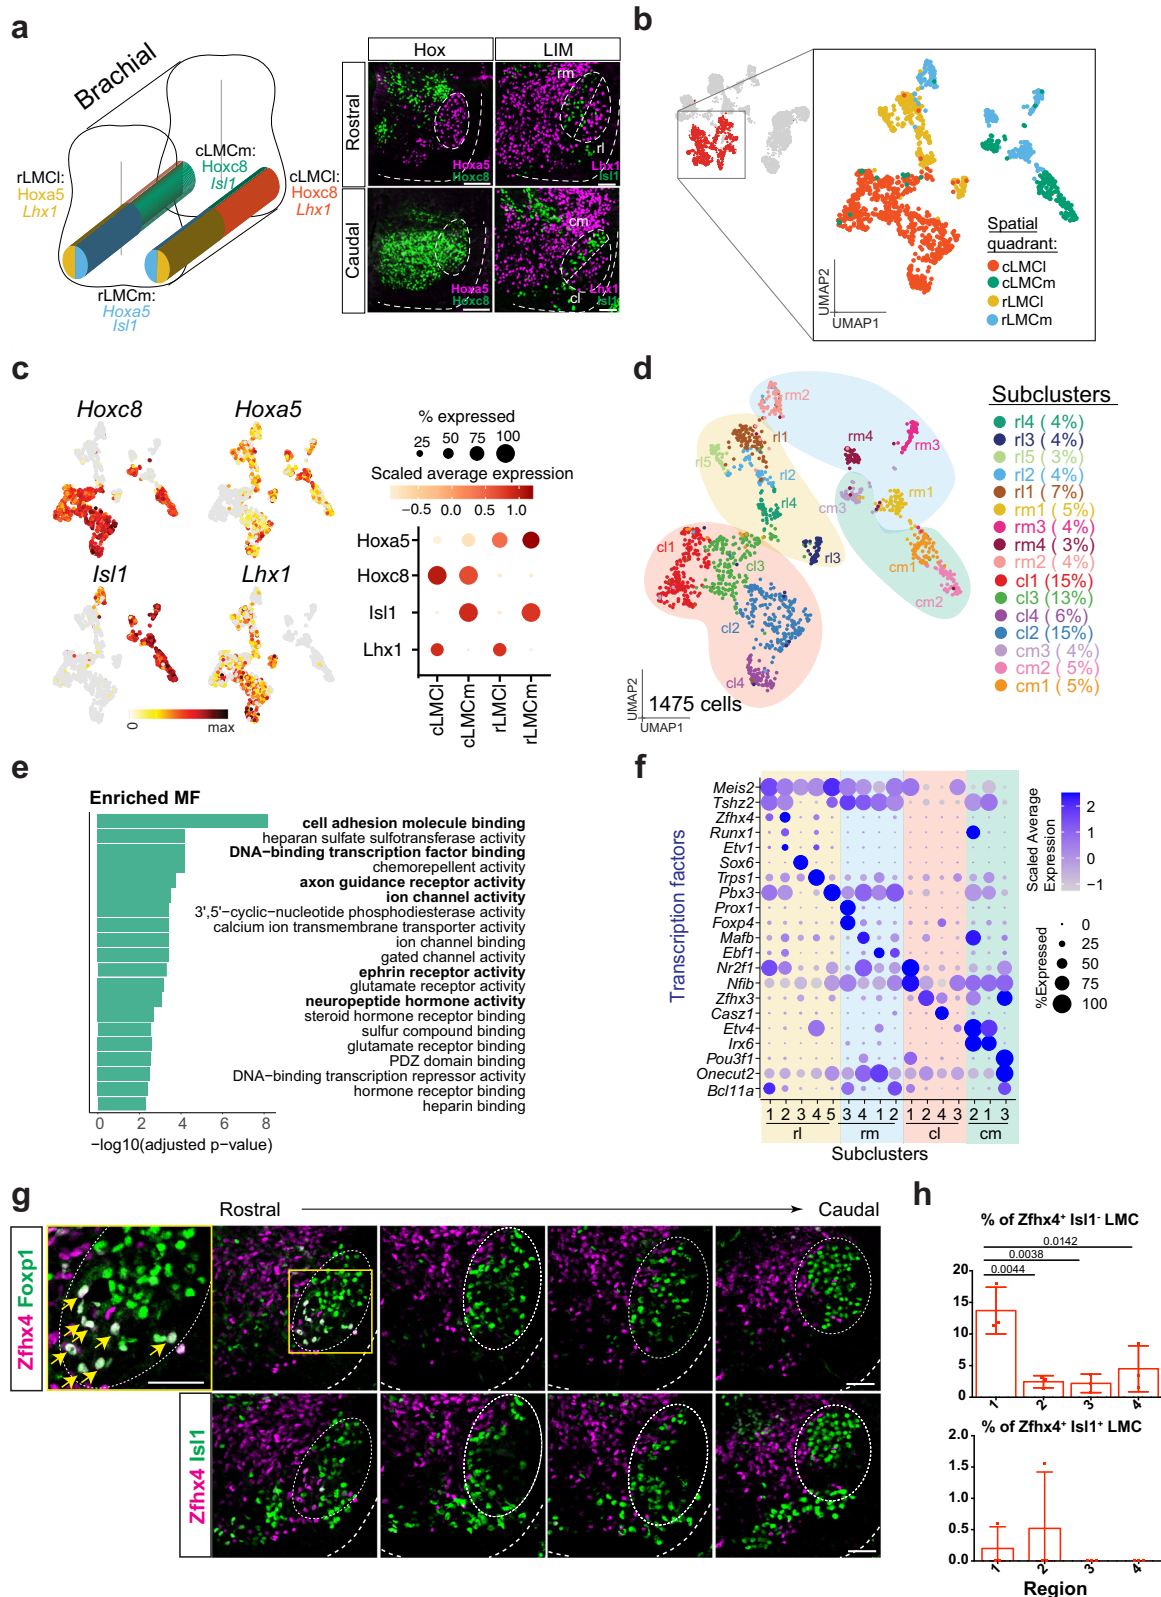 a
Brachial
rLMCl:
Hoxa5
Lhx1
cLMCm:
Hoxc8
Isl1
cLMCl:
Hoxc8
Lhx1
rLMCm:
Hoxa5
Isl1
Hox
LIM
Rostral
Caudal
Hoxa5
Hoxc8
rm
rl
Lhx1
Isl1
Hoxa5
Hoxc8
cm
cl
Lhx1
Isl1
b
UMAP2
UMAP1
Spatial
quadrant:
cLMCl
cLMCm
rLMCl
rLMCm
c
Hoxc8
Hoxa5
Isl1
Lhx1
0
max
% expressed
25 50 75 100
Scaled average expression
−0.5 0.0 0.5 1.0
Hoxa5
Hoxc8
Isl1
Lhx1
cLMCl
cLMCm
rLMCl
rLMCm
d
rm2
rl1
rl5
rl2
rl4
rm4
rm3
cm3
rm1
rl3
cm1
cm2
cl1
cl3
cl2
cl4
UMAP2
UMAP1
1475 cells
Subclusters
rl4 ( 4%)
rl3 ( 4%)
rl5 ( 3%)
rl2 ( 4%)
rl1 ( 7%)
rm1 ( 5%)
rm3 ( 4%)
rm4 ( 3%)
rm2 ( 4%)
cl1 (15%)
cl3 (13%)
cl4 ( 6%)
cl2 (15%)
cm3 ( 4%)
cm2 ( 5%)
cm1 ( 5%)
e
Enriched MF
cell adhesion molecule binding
heparan sulfate sulfotransferase activity
DNA−binding transcription factor binding
chemorepellent activity
axon guidance receptor activity
ion channel activity
3',5'−cyclic−nucleotide phosphodiesterase activity
calcium ion transmembrane transporter activity
ion channel binding
gated channel activity
ephrin receptor activity
glutamate receptor activity
neuropeptide hormone activity
steroid hormone receptor binding
sulfur compound binding
glutamate receptor binding
PDZ domain binding
DNA−binding transcription repressor activity
hormone receptor binding
heparin binding
0 2 4 6 8
−log10(adjusted p−value)
f
Transcription factors
Meis2
Tshz2
Zfhx4
Runx1
Etv1
Sox6
Trps1
Pbx3
Prox1
Foxp4
Mafb
Ebf1
Nr2f1
Nfib
Zfhx3
Casz1
Etv4
Irx6
Pou3f1
Onecut2
Bcl11a
1 2 3 4 5 3 4 1 2 1 2 4 3 2 1 3
rl rm cl cm
Subclusters
Scaled Average
Expression
2
1
0
−1
%Expressed
0
25
50
75
100
g
Rostral
Caudal
Zfhx4 Foxp1
Zfhx4 Isl1
h
% of Zfhx4⁺ Isl1⁻ LMC
0.0142
0.0038
0.0044
20
15
10
5
0
1 2 3 4
% of Zfhx4⁺ Isl1⁺ LMC
2.0
1.5
1.0
0.5
0.0
1 2 3 4
Region